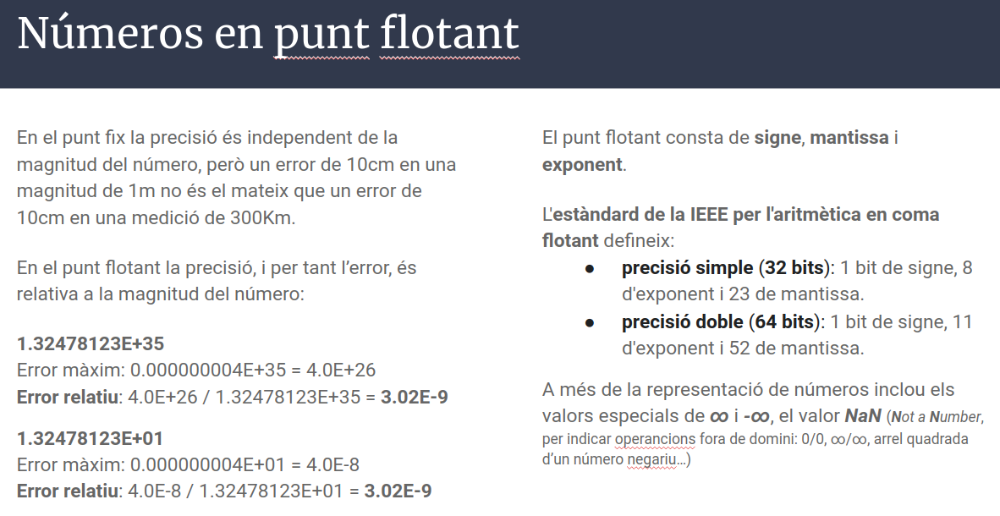 Números en punt flotant
En el punt fix la precisió és independent de la
magnitud del número, però un error de 10cm en una
magnitud de 1m no és el mateix que un error de
10cm en una medició de 300Km.
En el punt flotant la precisió, i per tant l’error, és
relativa a la magnitud del número:
1.32478123E+35
Error màxim: 0.000000004E+35 = 4.0E+26
Error relatiu: 4.0E+26 / 1.32478123E+35 = 3.02E-9
1.32478123E+01
Error màxim: 0.000000004E+01 = 4.0E-8
Error relatiu: 4.0E-8 / 1.32478123E+01 = 3.02E-9
El punt flotant consta de signe, mantissa i
exponent.
L'estàndard de la IEEE per l'aritmètica en coma
flotant defineix:
● precisió simple (32 bits): 1 bit de signe, 8
d'exponent i 23 de mantissa.
● precisió doble (64 bits): 1 bit de signe, 11
d'exponent i 52 de mantissa.
A més de la representació de números inclou els
valors especials de ∞ i -∞, el valor NaN (Not a Number,
per indicar operancions fora de domini: 0/0, ∞/∞, arrel quadrada
d’un número negariu…)